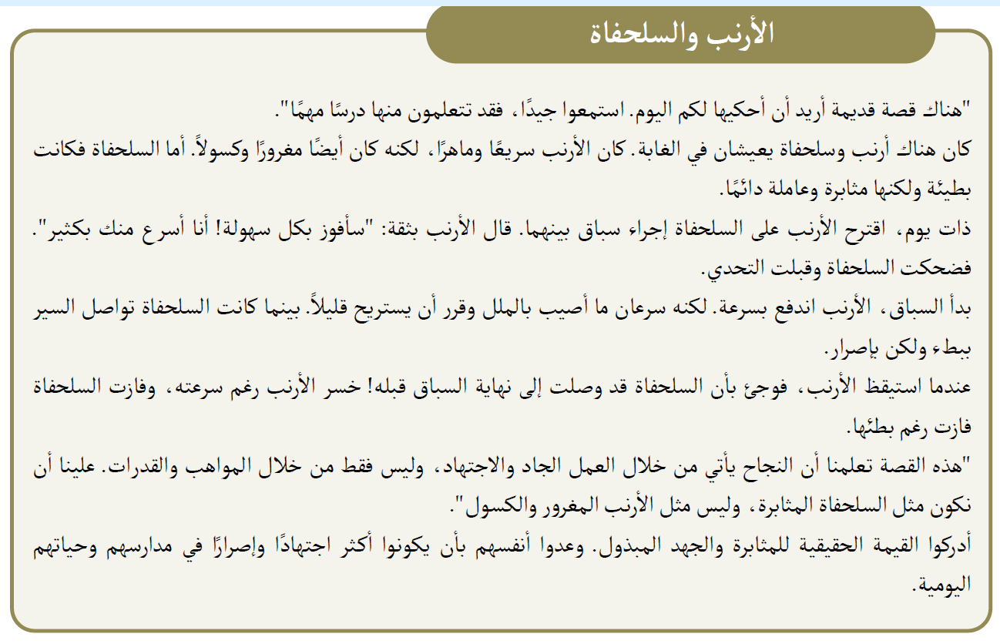 الأرنب والسلحفاة
"هناك قصة قديمة أريد أن أحكيها لكم اليوم. استمعوا جيدًا، فقد تتعلمون منها درسًا مهمًا".
كان هناك أرنب وسلحفاة يعيشان في الغابة. كان الأرنب سريعًا وماهرًا، لكنه كان أيضًا مغرورًا وكسولاً. أما السلحفاة فكانت
بطيئة ولكنها مثابرة وعاملة دائمًا.
ذات يوم، اقترح الأرنب على السلحفاة إجراء سباق بينهما. قال الأرنب بثقة: "سأفوز بكل سهولة! أنا أسرع منك بكثير".
فضحكت السلحفاة وقبلت التحدي.
بدأ السباق، الأرنب اندفع بسرعة. لكنه سرعان ما أصيب بالملل وقرر أن يستريح قليلاً. بينما كانت السلحفاة تواصل السير
ببطء ولكن بإصرار.
عندما استيقظ الأرنب، فوجئ بأن السلحفاة قد وصلت إلى نهاية السباق قبله! خسر الأرنب رغم سرعته، وفازت السلحفاة
فازت رغم بطئها.
"هذه القصة تعلمنا أن النجاح يأتي من خلال العمل الجاد والاجتهاد، وليس فقط من خلال المواهب والقدرات. علينا أن
نكون مثل السلحفاة المثابرة، وليس مثل الأرنب المغرور والكسول".
أدركوا القيمة الحقيقية للمثابرة والجهد المبذول. وعدوا أنفسهم بأن يكونوا أكثر اجتهادًا وإصرارًا في مدارسهم وحياتهم
اليومية.